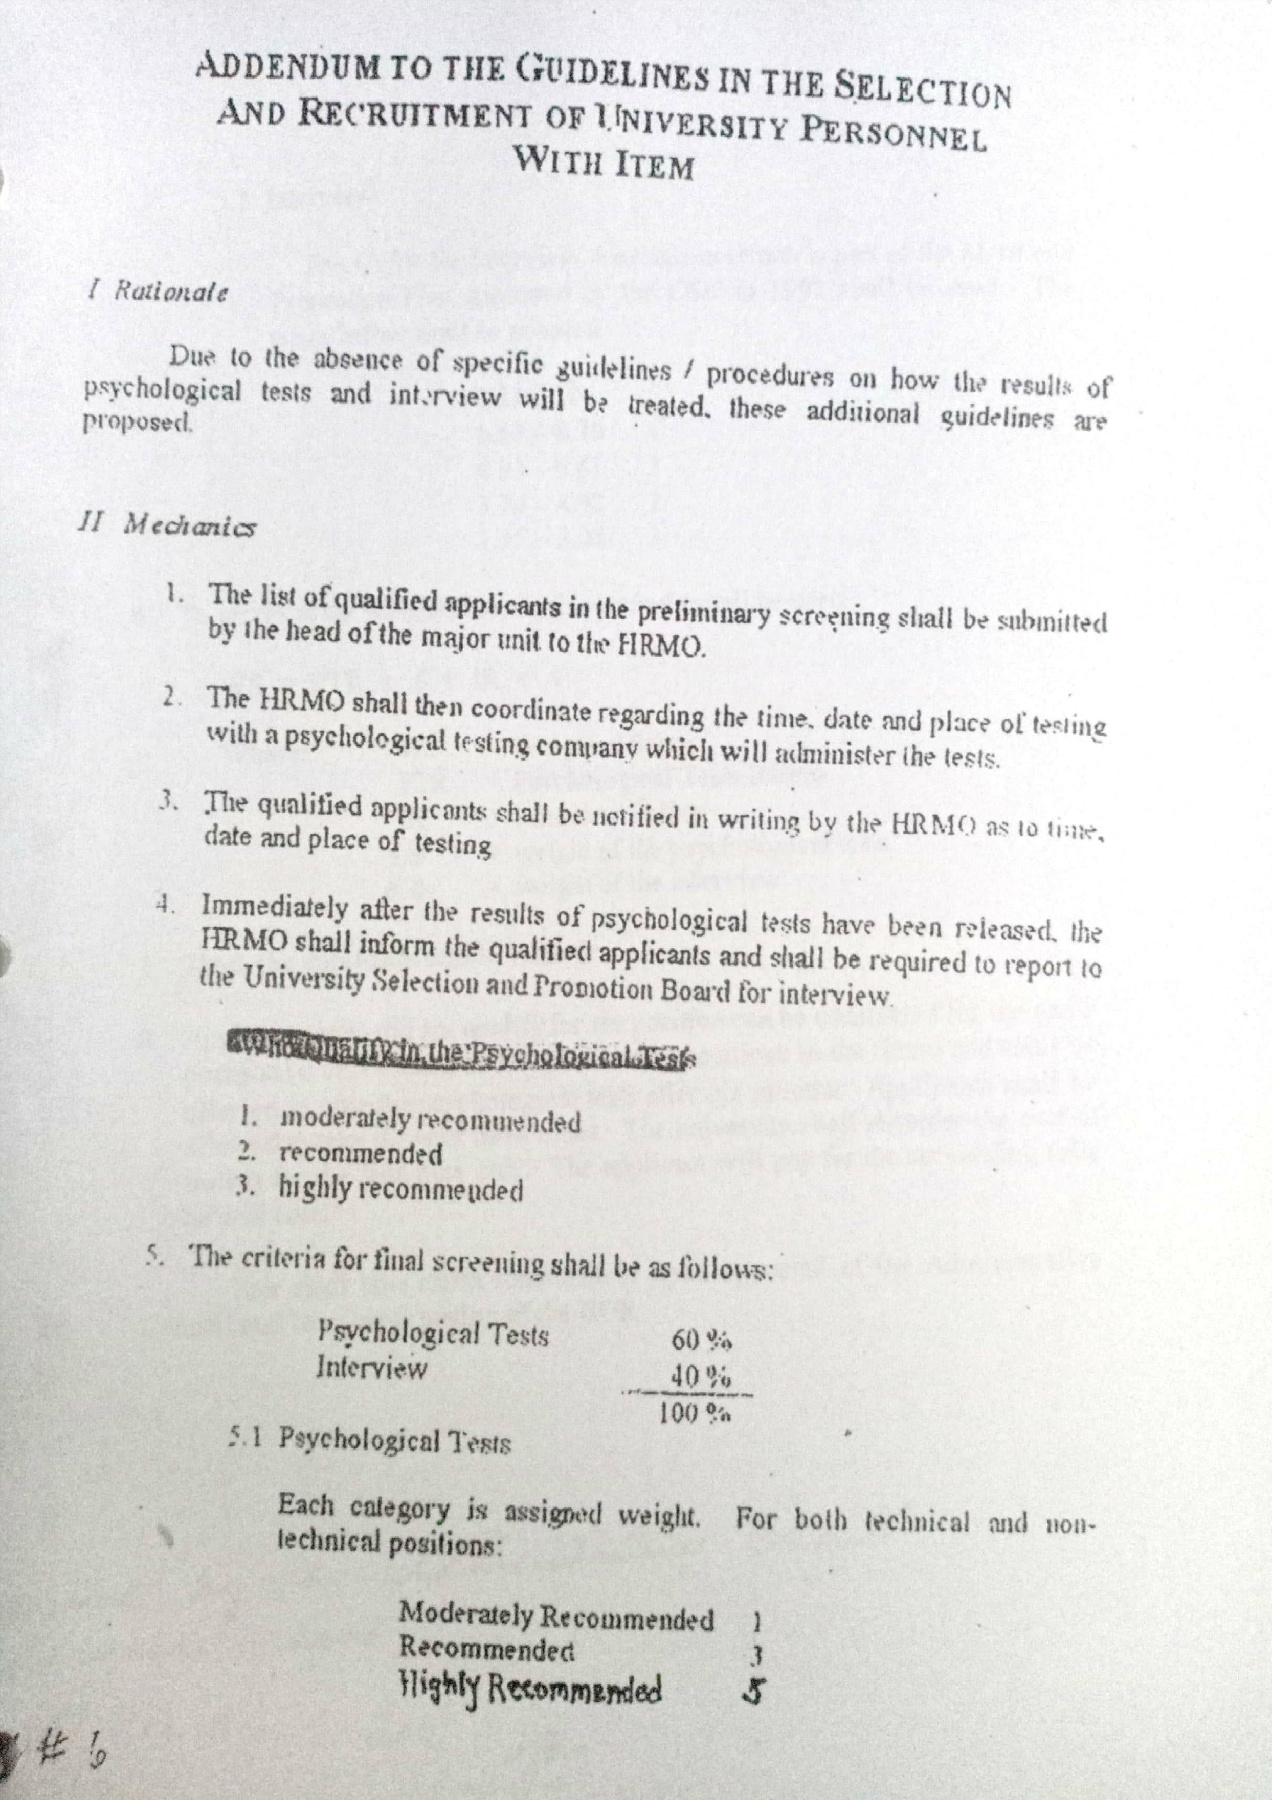 ADDENDUM TO THE GUIDELINES IN THE SELECTION
AND RECRUITMENT OF UNIVERSITY PERSONNEL
WITH ITEM
I Rationale
Due to the absence of specific guidelines / procedures on how the results of
psychological tests and interview will be treated, these additional guidelines are
proposed.
II Mechanics
1. The list of qualified applicants in the preliminary screening shall be submitted
by the head of the major unit to the HRMO.
2. The HRMO shall then coordinate regarding the time, date and place of testing
with a psychological testing company which will administer the tests.
3. The qualified applicants shall be notified in writing by the HRMO as to time,
date and place of testing
4. Immediately after the results of psychological tests have been released, the
HRMO shall inform the qualified applicants and shall be required to report to
the University Selection and Promotion Board for interview.
in the Psychological Tests
1. moderately recommended
2. recommended
3. highly recommended
5. The criteria for final screening shall be as follows:
Psychological Tests 60 %
Interview 40 %
100 %
5.1 Psychological Tests
Each category is assigned weight. For both technical and non-
technical positions:
Moderately Recommended 1
Recommended 3
Highly Recommended 5
# 6